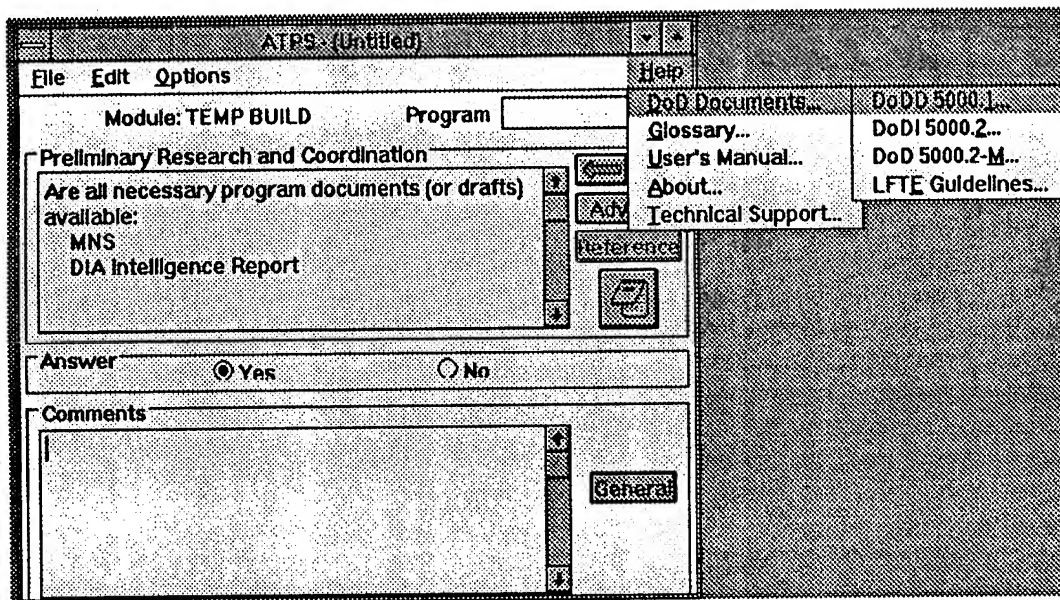 ATPS - (Untitled)
File Edit Options Help
Module: TEMP BUILD Program
DoD Documents...
Glossary...
User's Manual...
About...
Technical Support...
DoDD 5000.1...
DoDI 5000.2...
DoD 5000.2-M...
LFTE Guidelines...
Preliminary Research and Coordination
Are all necessary program documents (or drafts)
available:
MNS
DIA Intelligence Report
Adv
Reference
Answer
Yes No
Comments
General